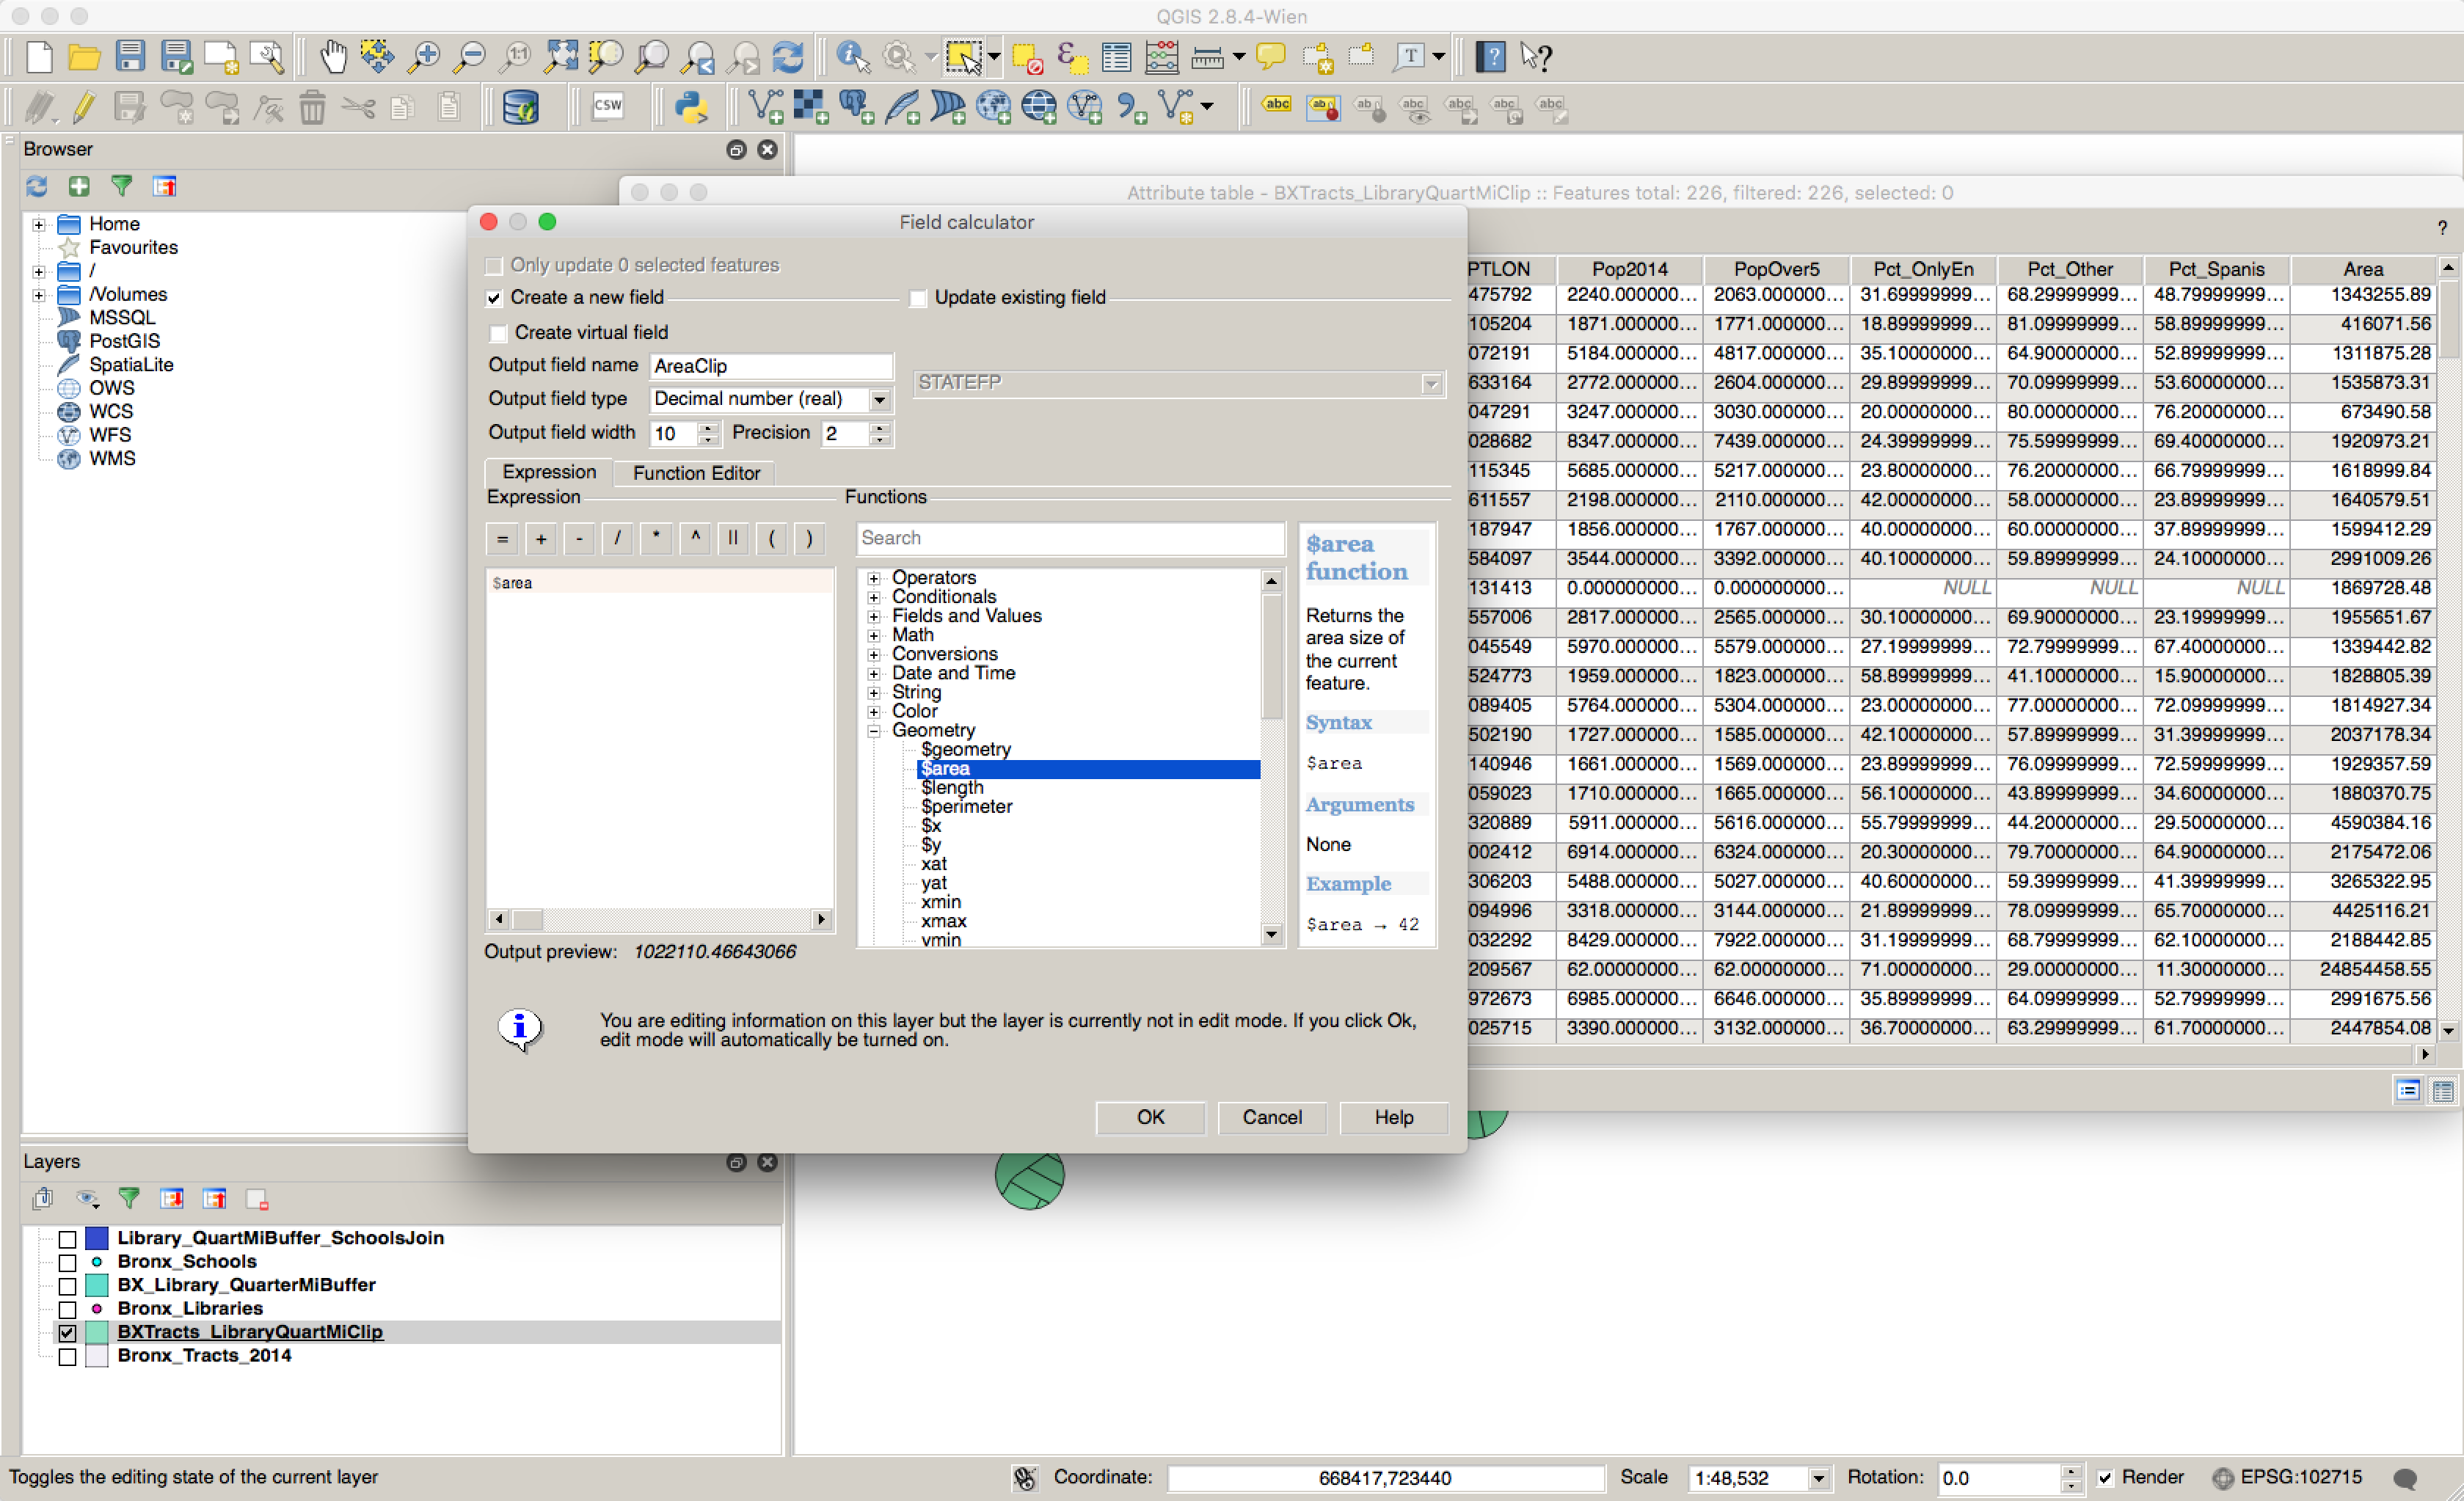 QGIS 2.8.4-Wien
1:1
T
?
?
CSW
abc
ab
ab
abc
abc
abc
abc
Browser
Home
Favourites
/
/Volumes
MSSQL
PostGIS
SpatiaLite
OWS
WCS
WFS
WMS
Attribute table - BXTracts_LibraryQuartMiClip :: Features total: 226, filtered: 226, selected: 0
?
Field calculator
Only update 0 selected features
Create a new field
Update existing field
Create virtual field
Output field name AreaClip
STATEFP
Output field type Decimal number (real)
Output field width 10 Precision 2
Expression Function Editor
Expression
= + - / * ^ || ( )
$area
Output preview: 1022110.46643066
Functions
Search
Operators
Conditionals
Fields and Values
Math
Conversions
Date and Time
String
Color
Geometry
$geometry
$area
$length
$perimeter
$x
$y
xat
yat
xmin
xmax
ymin
$area
function
Returns the
area size of
the current
feature.
Syntax
$area
Arguments
None
Example
$area → 42
You are editing information on this layer but the layer is currently not in edit mode. If you click Ok,
edit mode will automatically be turned on.
OK Cancel Help
PTLON Pop2014 PopOver5 Pct_OnlyEn Pct_Other Pct_Spanis Area
475792 2240.000000... 2063.000000... 31.69999999... 68.29999999... 48.79999999... 1343255.89
105204 1871.000000... 1771.000000... 18.89999999... 81.09999999... 58.89999999... 416071.56
072191 5184.000000... 4817.000000... 35.10000000... 64.90000000... 52.89999999... 1311875.28
633164 2772.000000... 2604.000000... 29.89999999... 70.09999999... 53.60000000... 1535873.31
047291 3247.000000... 3030.000000... 20.00000000... 80.00000000... 76.20000000... 673490.58
028682 8347.000000... 7439.000000... 24.39999999... 75.59999999... 69.40000000... 1920973.21
115345 5685.000000... 5217.000000... 23.80000000... 76.20000000... 66.79999999... 1618999.84
611557 2198.000000... 2110.000000... 42.00000000... 58.00000000... 23.89999999... 1640579.51
187947 1856.000000... 1767.000000... 40.00000000... 60.00000000... 37.89999999... 1599412.29
584097 3544.000000... 3392.000000... 40.10000000... 59.89999999... 24.10000000... 2991009.26
131413 0.000000000... 0.000000000... NULL NULL NULL 1869728.48
557006 2817.000000... 2565.000000... 30.10000000... 69.90000000... 23.19999999... 1955651.67
045549 5970.000000... 5579.000000... 27.19999999... 72.79999999... 67.40000000... 1339442.82
524773 1959.000000... 1823.000000... 58.89999999... 41.10000000... 15.90000000... 1828805.39
089405 5764.000000... 5304.000000... 23.00000000... 77.00000000... 72.09999999... 1814927.34
502190 1727.000000... 1585.000000... 42.10000000... 57.89999999... 31.39999999... 2037178.34
140946 1661.000000... 1569.000000... 23.89999999... 76.09999999... 72.59999999... 1929357.59
059023 1710.000000... 1665.000000... 56.10000000... 43.89999999... 34.60000000... 1880370.75
320889 5911.000000... 5616.000000... 55.79999999... 44.20000000... 29.50000000... 4590384.16
002412 6914.000000... 6324.000000... 20.30000000... 79.70000000... 64.90000000... 2175472.06
306203 5488.000000... 5027.000000... 40.60000000... 59.39999999... 41.39999999... 3265322.95
094996 3318.000000... 3144.000000... 21.89999999... 78.09999999... 65.70000000... 4425116.21
032292 8429.000000... 7922.000000... 31.19999999... 68.79999999... 62.10000000... 2188442.85
209567 62.00000000... 62.00000000... 71.00000000... 29.00000000... 11.30000000... 24854458.55
972673 6985.000000... 6646.000000... 35.89999999... 64.09999999... 52.79999999... 2991675.56
025715 3390.000000... 3132.000000... 36.70000000... 63.29999999... 61.70000000... 2447854.08
Layers
Library_QuartMiBuffer_SchoolsJoin
Bronx_Schools
BX_Library_QuarterMiBuffer
Bronx_Libraries
BXTracts_LibraryQuartMiClip
Bronx_Tracts_2014
Toggles the editing state of the current layer
Coordinate: 668417,723440 Scale 1:48,532 Rotation: 0.0 Render EPSG:102715